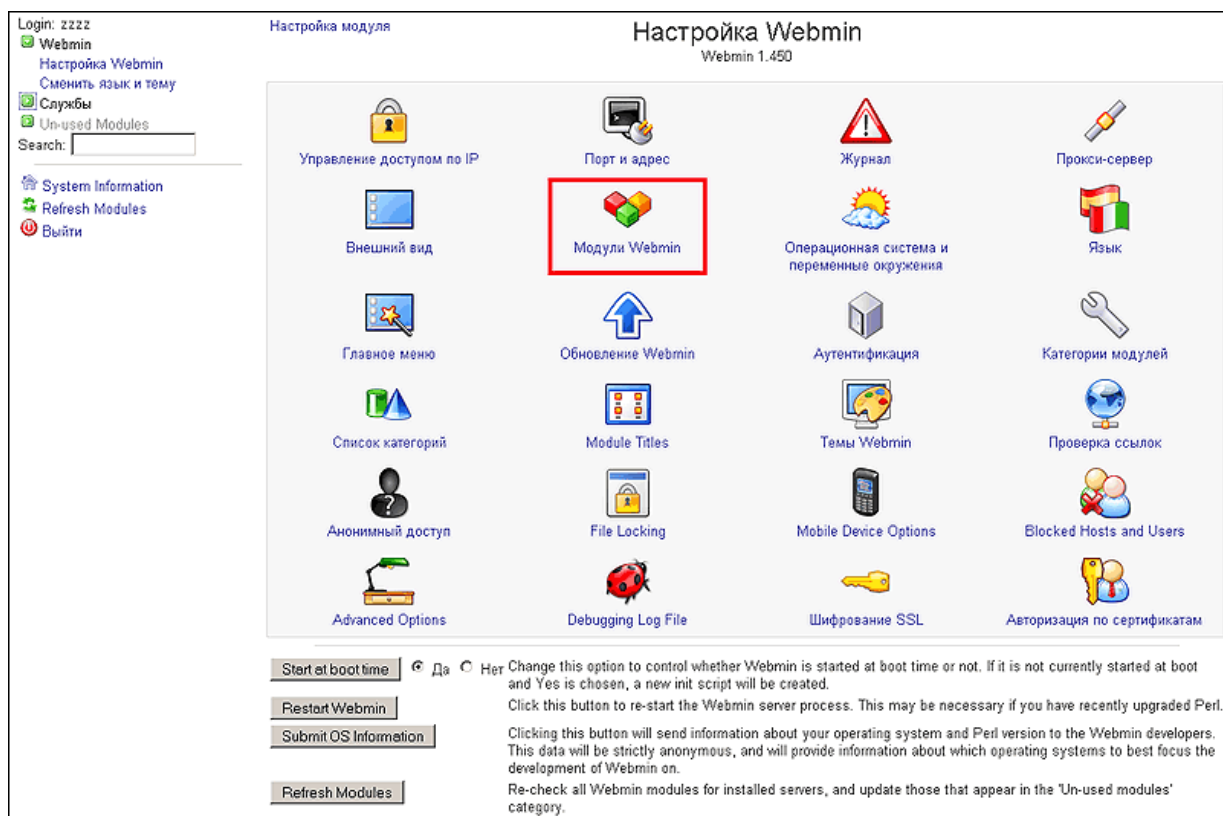 Login: zzzz
Webmin
Настройка Webmin
Сменить язык и тему
Службы
Un-used Modules
Search:
System Information
Refresh Modules
Выйти
Настройка модуля
Настройка Webmin
Webmin 1.450
Управление доступом по IP
Порт и адрес
Журнал
Прокси-сервер
Внешний вид
Модули Webmin
Операционная система и
переменные окружения
Язык
Главное меню
Обновление Webmin
Аутентификация
Категории модулей
Список категорий
Module Titles
Темы Webmin
Проверка ссылок
Анонимный доступ
File Locking
Mobile Device Options
Blocked Hosts and Users
Advanced Options
Debugging Log File
Шифрование SSL
Авторизация по сертификатам
Start at boot time Да Нет Change this option to control whether Webmin is started at boot time or not. If it is not currently started at boot
and Yes is chosen, a new init script will be created.
Restart Webmin Click this button to re-start the Webmin server process. This may be necessary if you have recently upgraded Perl.
Submit OS Information Clicking this button will send information about your operating system and Perl version to the Webmin developers.
This data will be strictly anonymous, and will provide information about which operating systems to best focus the
development of Webmin on.
Refresh Modules Re-check all Webmin modules for installed servers, and update those that appear in the 'Un-used modules'
category.